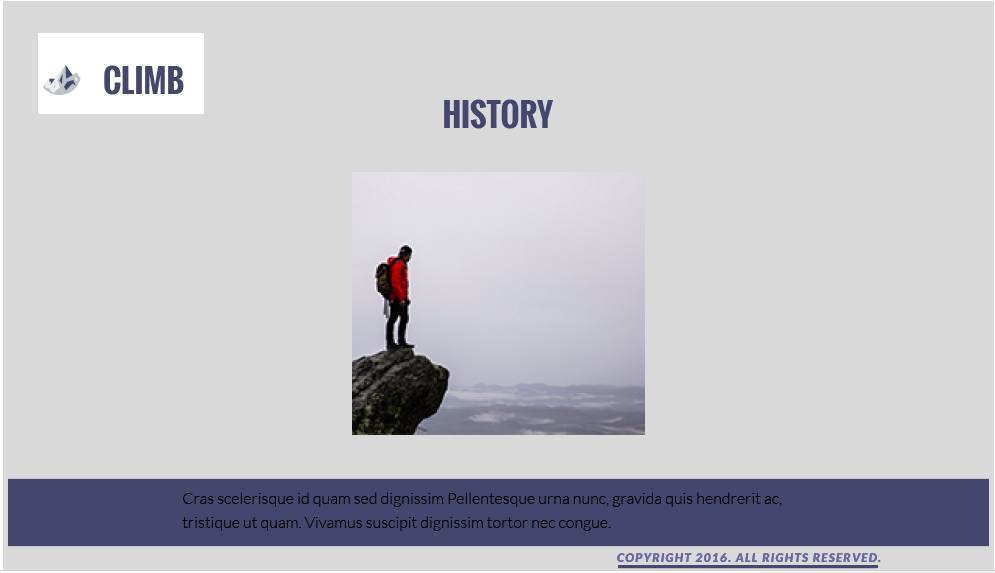 CLIMB
HISTORY
Cras scelerisque id quam sed dignissim Pellentesque urna nunc, gravida quis hendrerit ac,
tristique ut quam. Vivamus suscipit dignissim tortor nec congue.
COPYRIGHT 2016. ALL RIGHTS RESERVED.